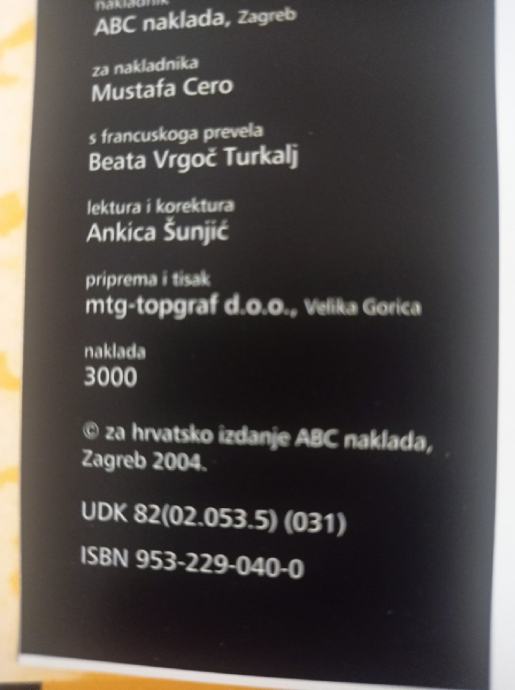 nakladnik
ABC naklada, Zagreb
za nakladnika
Mustafa Cero
s francuskoga prevela
Beata Vrgoč Turkalj
lektura i korektura
Ankica Šunjić
priprema i tisak
mtg-topgraf d.o.o., Velika Gorica
naklada
3000
© za hrvatsko izdanje ABC naklada,
Zagreb 2004.
UDK 82(02.053.5) (031)
ISBN 953-229-040-0